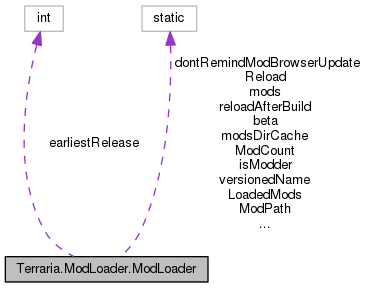 int
static
dontRemindModBrowserUpdate
Reload
mods
reloadAfterBuild
beta
modsDirCache
ModCount
isModder
versionedName
LoadedMods
ModPath
...
earliestRelease
Terraria.ModLoader.ModLoader